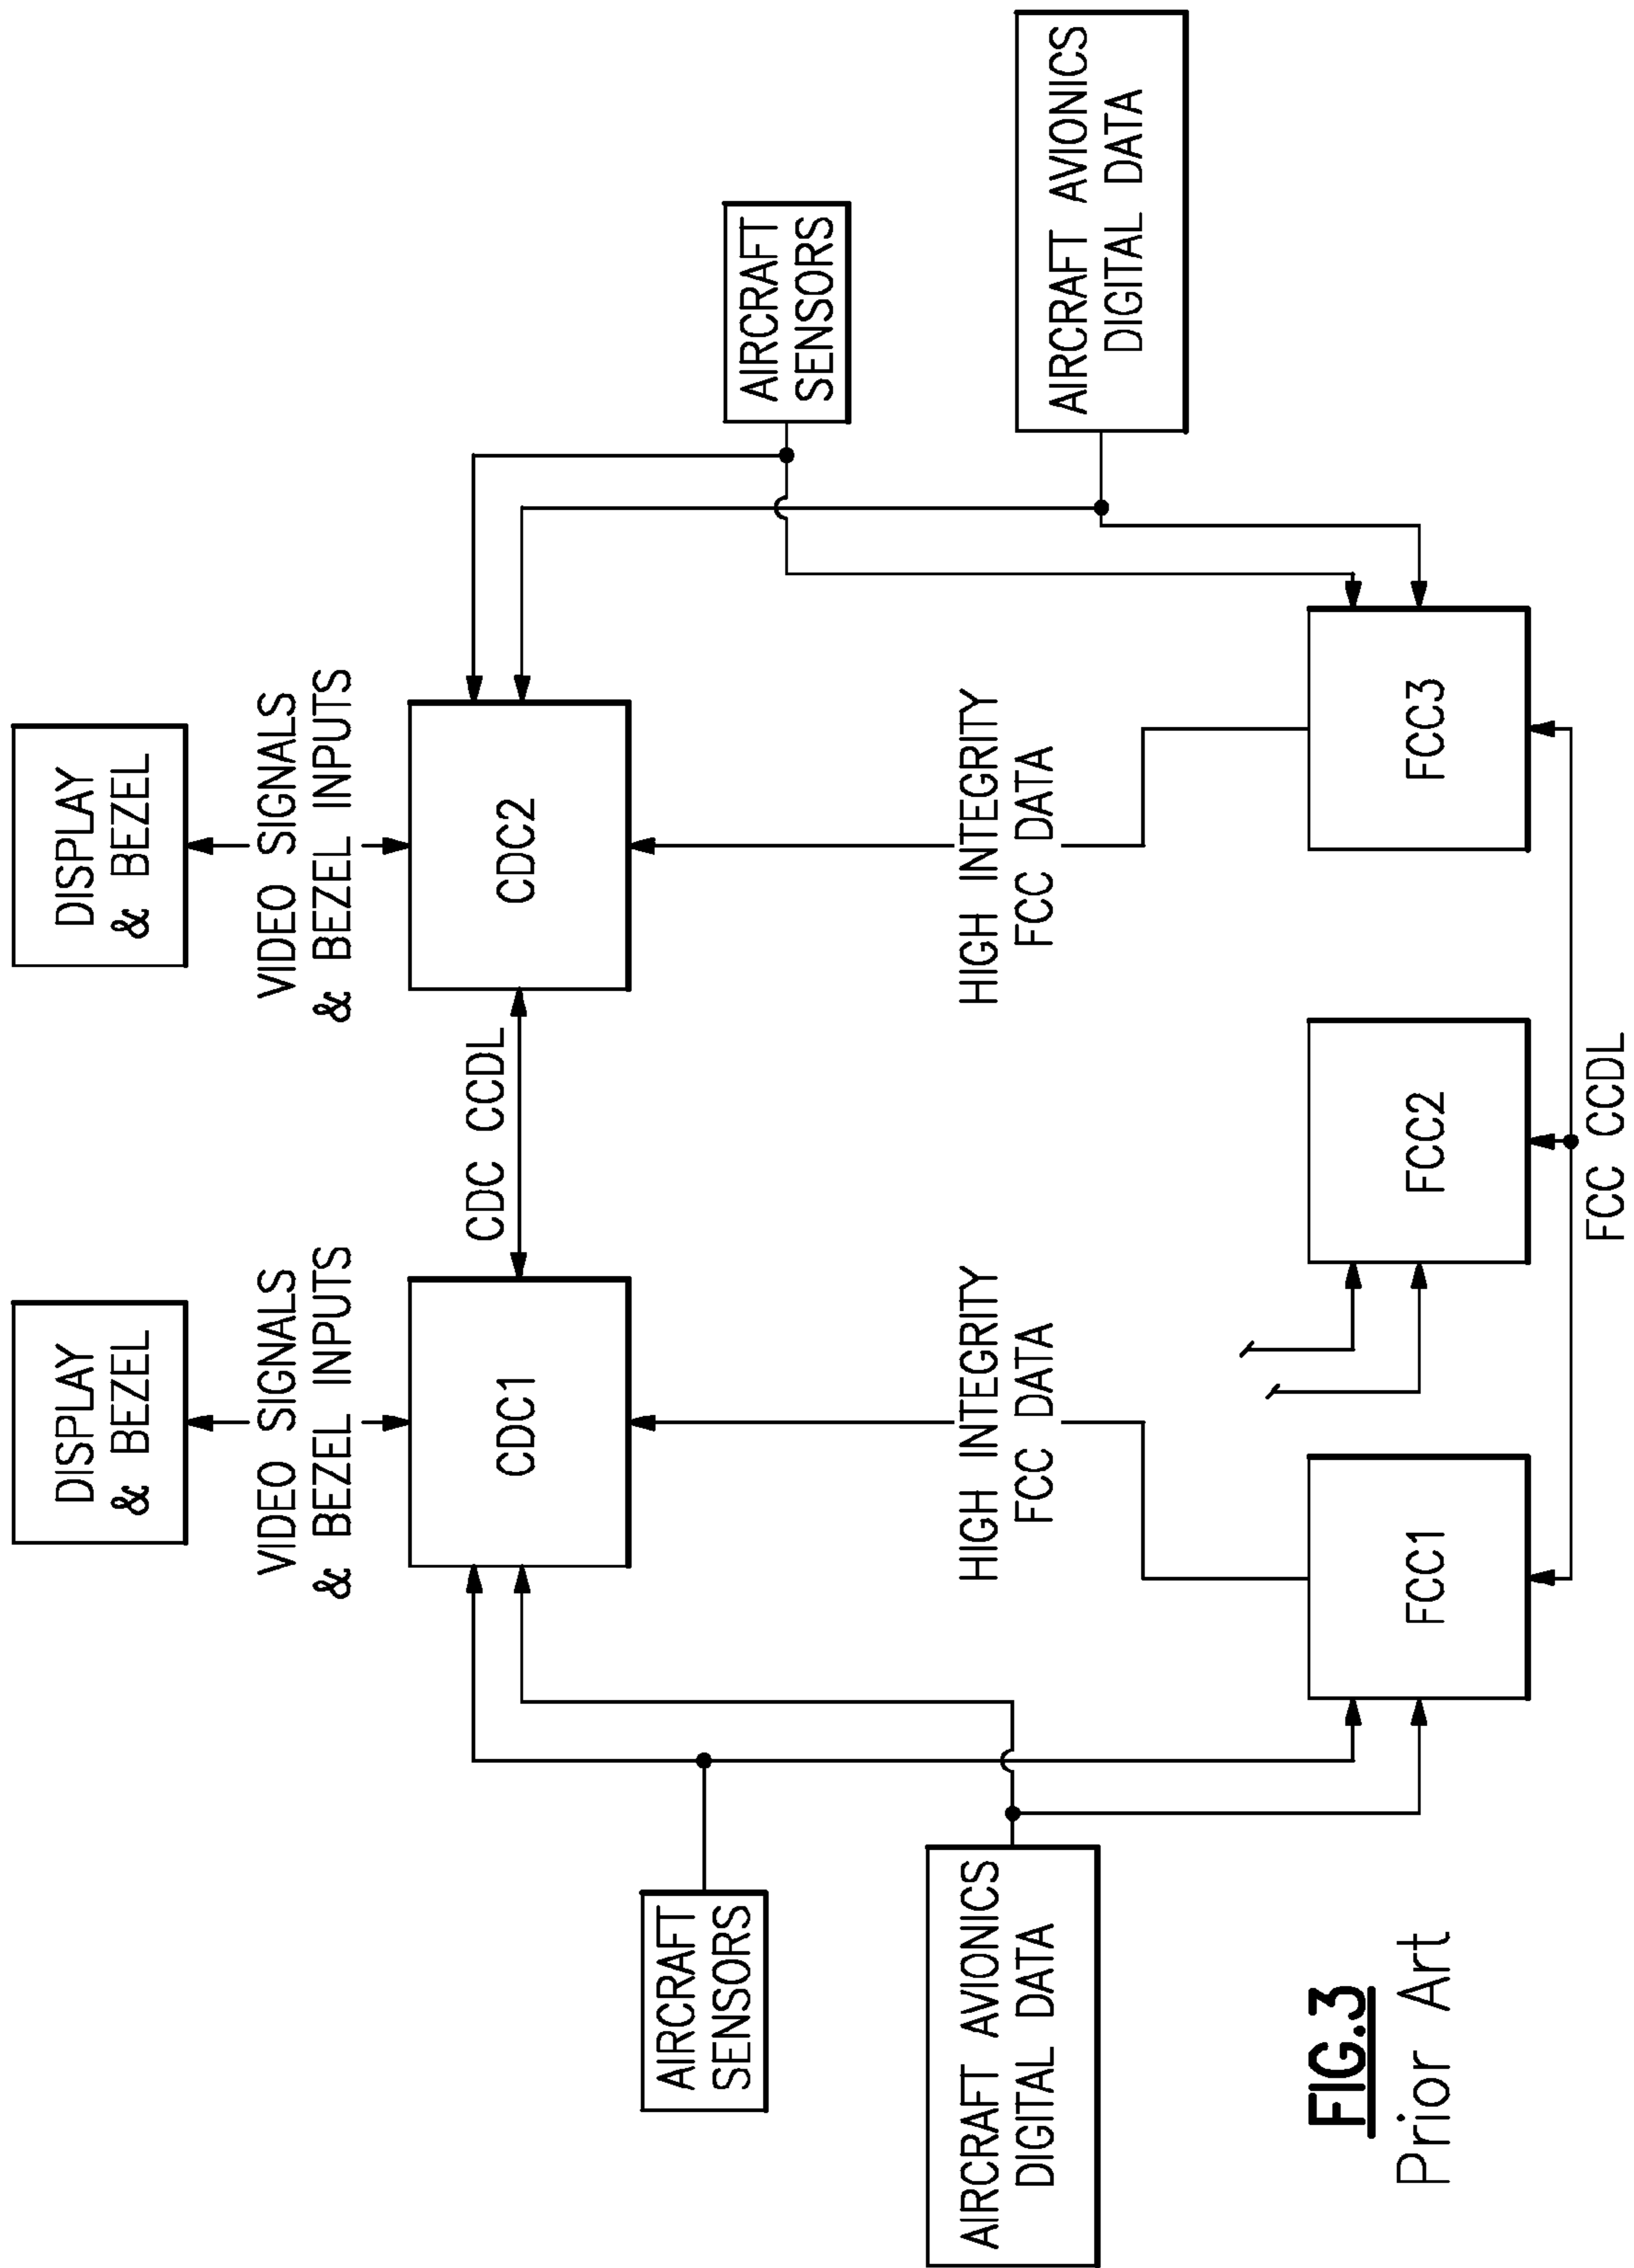 DISPLAY
& BEZEL
DISPLAY
& BEZEL
VIDEO SIGNALS
& BEZEL INPUTS
VIDEO SIGNALS
& BEZEL INPUTS
CDC1
CDC CCDL
CDC2
AIRCRAFT
SENSORS
AIRCRAFT
SENSORS
AIRCRAFT AVIONICS
DIGITAL DATA
HIGH INTEGRITY
FCC DATA
HIGH INTEGRITY
FCC DATA
AIRCRAFT AVIONICS
DIGITAL DATA
FCC1
FCC2
FCC3
FCC CCDL
FIG.3
Prior Art